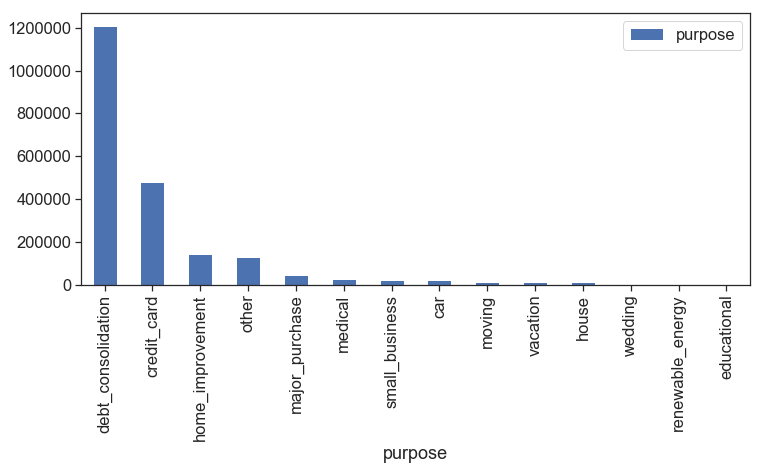 1200000
1000000
800000
600000
400000
200000
0
purpose
debt_consolidation
credit_card
home_improvement
other
major_purchase
medical
small_business
car
moving
vacation
house
wedding
renewable_energy
educational
purpose